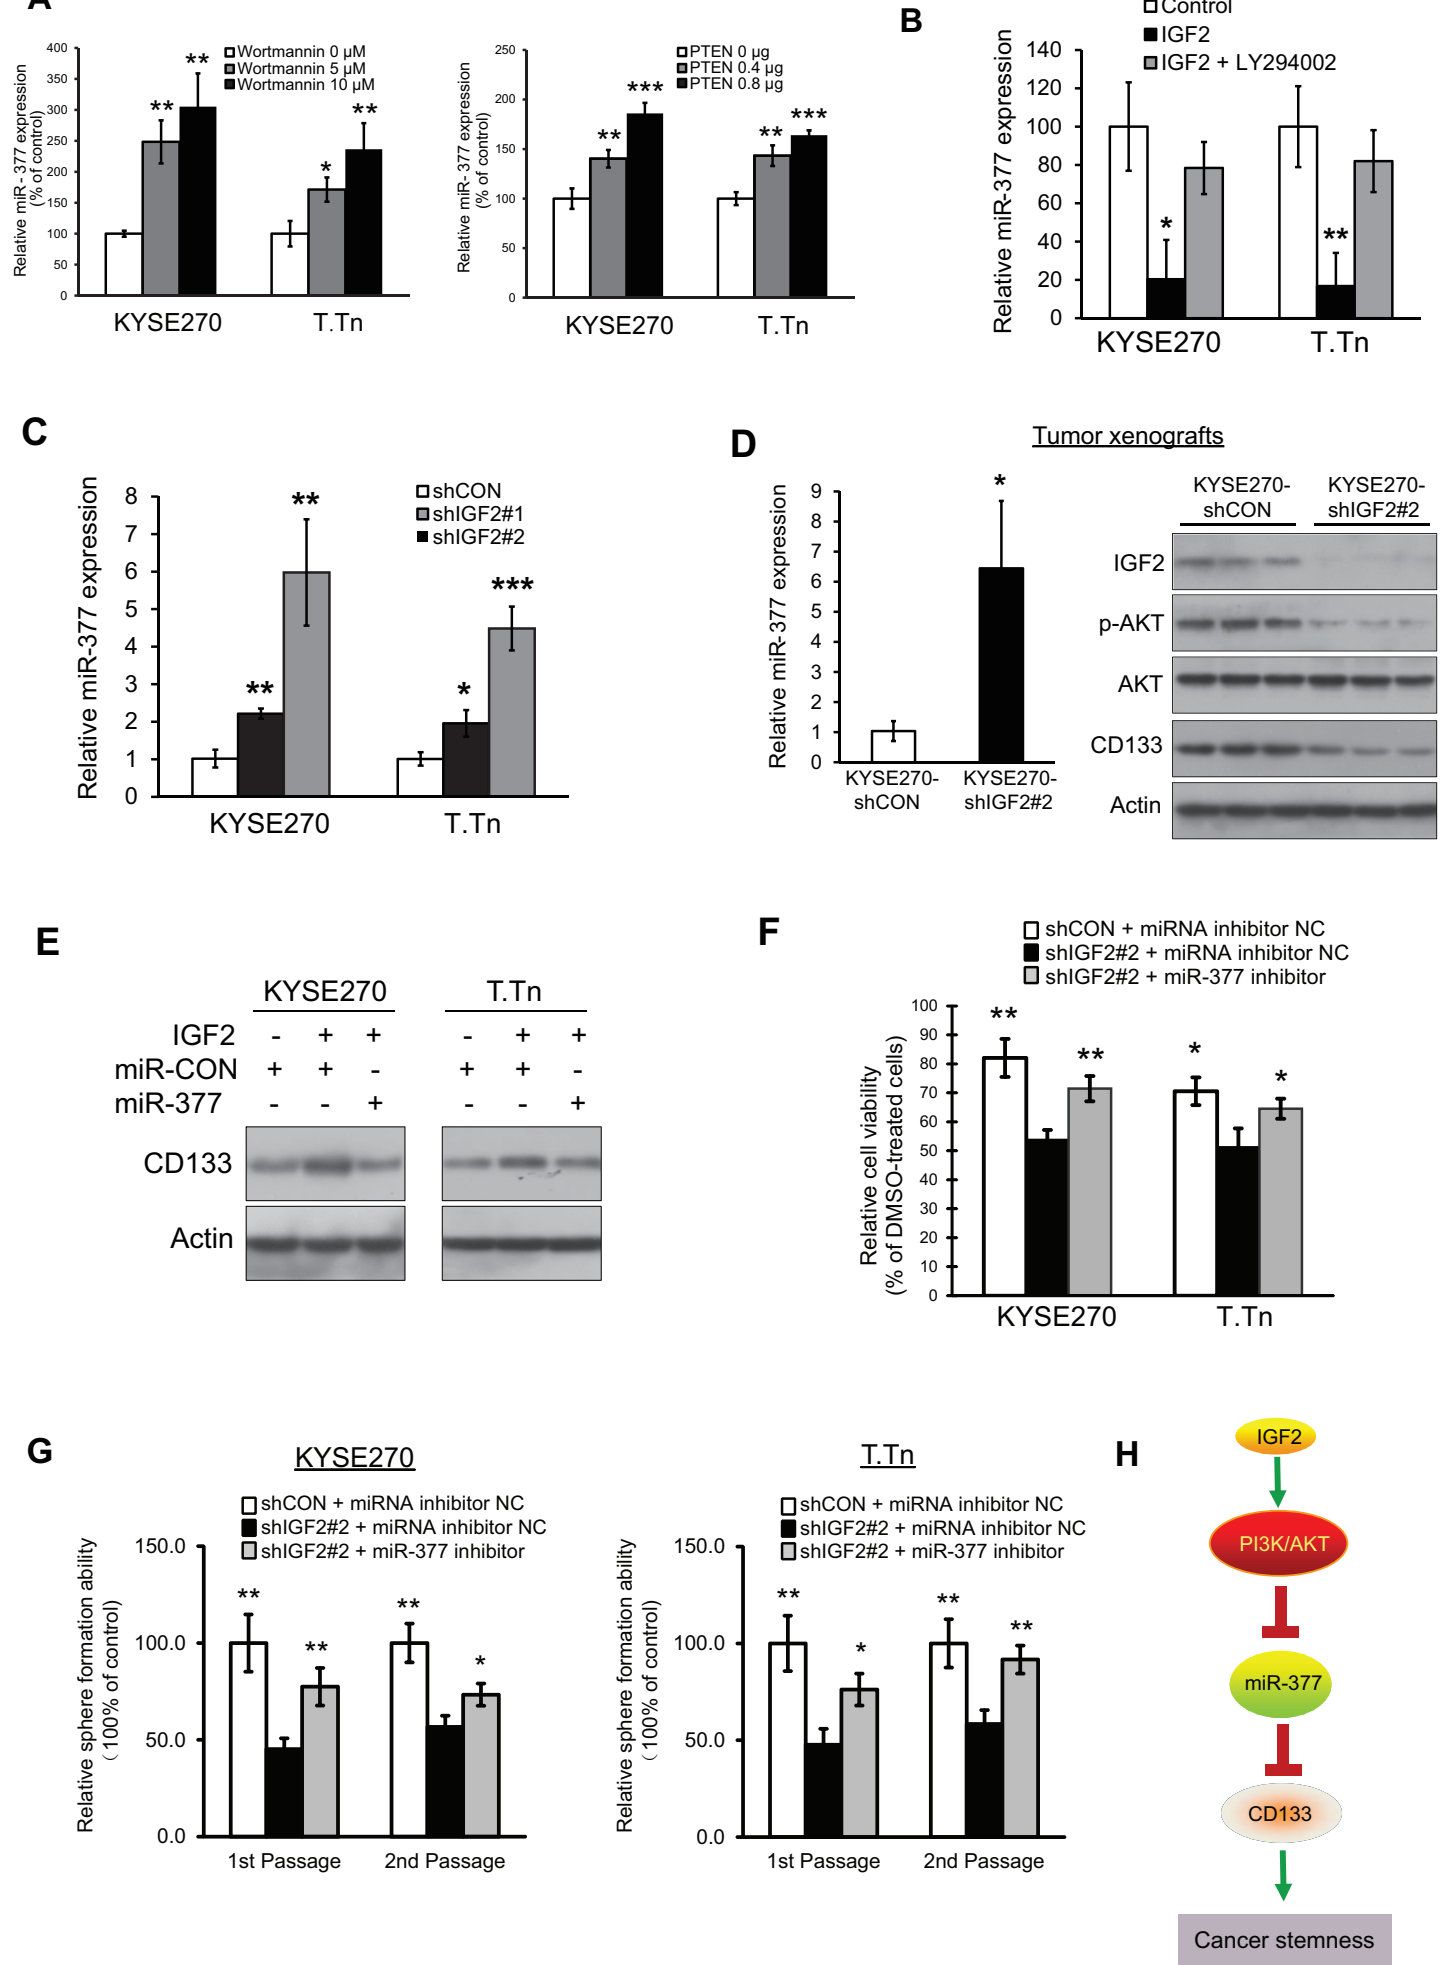 A
Wortmannin 0 μM
Wortmannin 5 μM
Wortmannin 10 μM
Relative miR- 377 expression
(% of control)
400
350
300
250
200
150
100
50
0
**
**
*
**
KYSE270
T.Tn
PTEN 0 μg
PTEN 0.4 μg
PTEN 0.8 μg
Relative miR- 377 expression
(% of control)
250
200
150
100
50
0
**
***
**
***
KYSE270
T.Tn
B
Control
IGF2
IGF2 + LY294002
Relative miR-377 expression
140
120
100
80
60
40
20
0
*
**
KYSE270
T.Tn
C
shCON
shIGF2#1
shIGF2#2
Relative miR-377 expression
8
7
6
5
4
3
2
1
0
**
**
*
***
KYSE270
T.Tn
D
Tumor xenografts
Relative miR-377 expression
9
8
7
6
5
4
3
2
1
0
*
KYSE270-
shCON
KYSE270-
shIGF2#2
KYSE270-
shCON
KYSE270-
shIGF2#2
IGF2
p-AKT
AKT
CD133
Actin
E
KYSE270
T.Tn
IGF2 - + + - + +
miR-CON + + - + + -
miR-377 - - + - - +
CD133
Actin
F
shCON + miRNA inhibitor NC
shIGF2#2 + miRNA inhibitor NC
shIGF2#2 + miR-377 inhibitor
Relative cell viability
(% of DMSO-treated cells)
100
90
80
70
60
50
40
30
20
10
0
**
**
*
*
KYSE270
T.Tn
G
KYSE270
shCON + miRNA inhibitor NC
shIGF2#2 + miRNA inhibitor NC
shIGF2#2 + miR-377 inhibitor
Relative sphere formation ability
(100% of control)
150.0
100.0
50.0
0.0
**
**
**
*
1st Passage
2nd Passage
T.Tn
shCON + miRNA inhibitor NC
shIGF2#2 + miRNA inhibitor NC
shIGF2#2 + miR-377 inhibitor
Relative sphere formation ability
(100% of control)
150.0
100.0
50.0
0.0
**
*
**
**
1st Passage
2nd Passage
H
IGF2
PI3K/AKT
miR-377
CD133
Cancer stemness